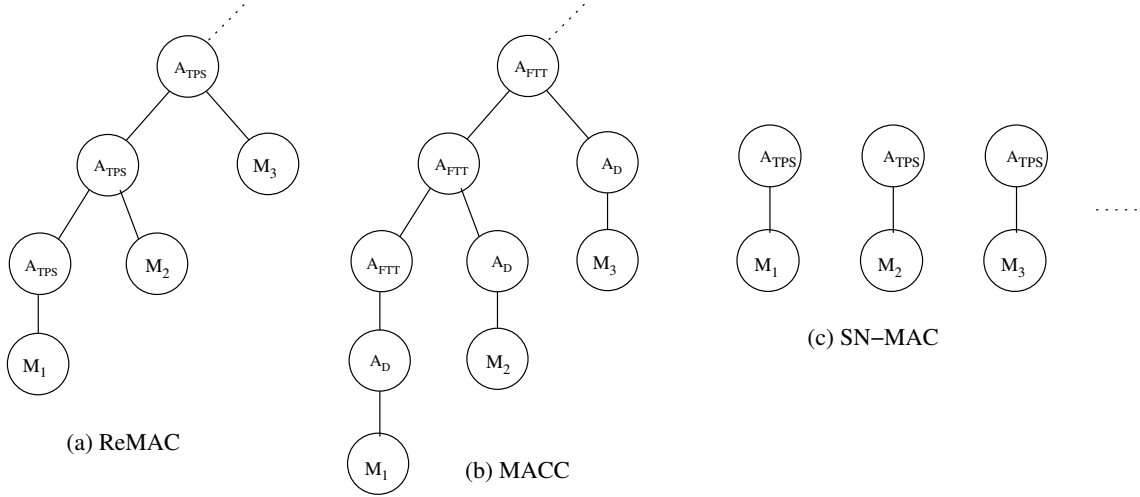 A_TPS
A_TPS
M_3
A_TPS
M_2
M_1
(a) ReMAC
A_FTT
A_FTT
A_D
A_FTT
A_D
M_3
A_D
M_2
M_1
(b) MACC
A_TPS A_TPS A_TPS
M_1 M_2 M_3
(c) SN−MAC